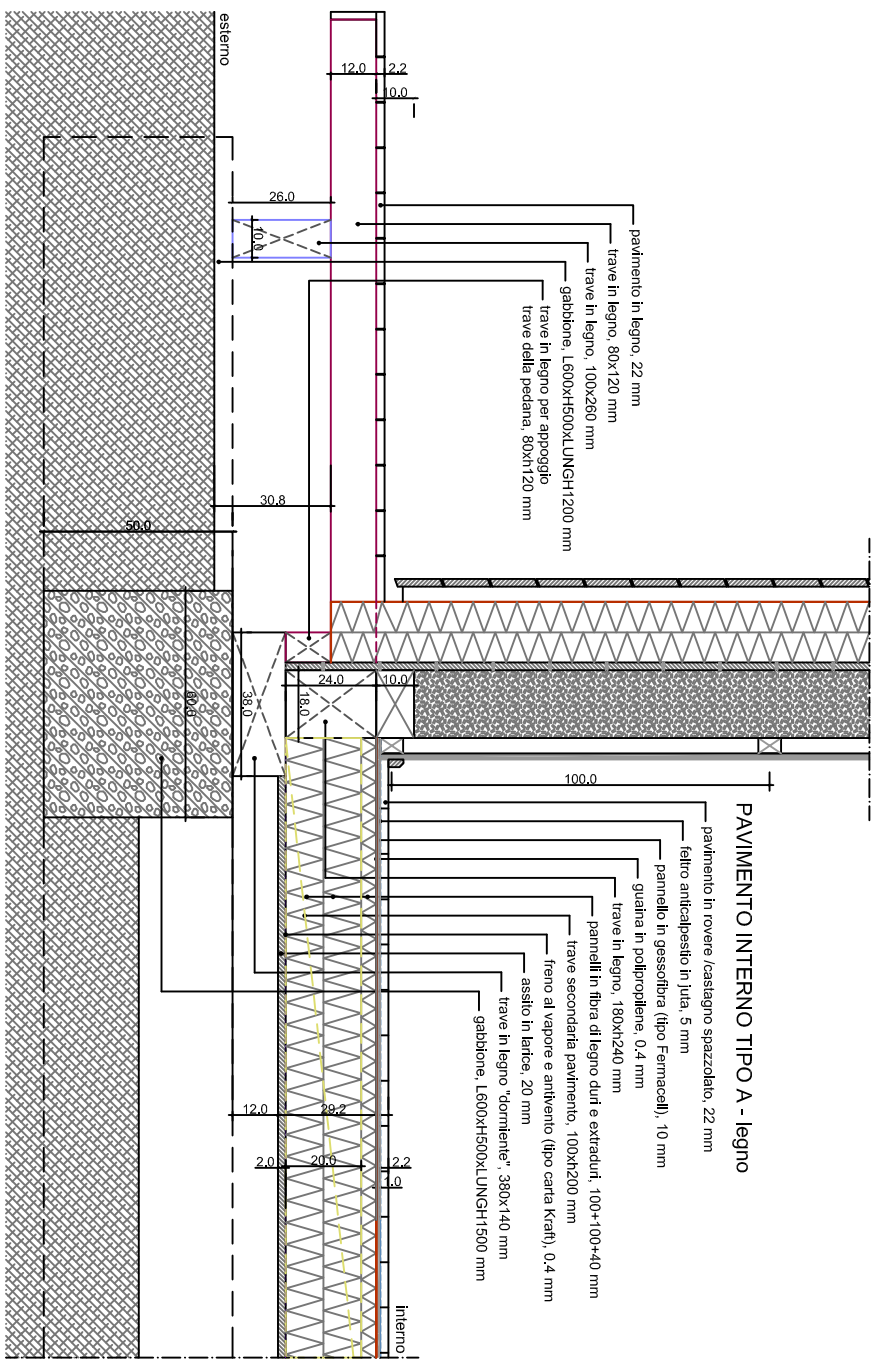 esterno
12.0
2.2
10.0
26.0
10.0
pavimento in legno, 22 mm
trave in legno, 80x120 mm
trave in legno, 100x260 mm
gabbione, L600xH500xLUNGH1200 mm
trave in legno per appoggio
trave della pedana, 80xh120 mm
30.8
50.0
60.0
38.0
18.0
24.0
10.0
100.0
PAVIMENTO INTERNO TIPO A - legno
pavimento in rovere /castagno spazzolato, 22 mm
feltro anticalpestio in juta, 5 mm
pannello in gessofibra (tipo Fermacell), 10 mm
guaina in polipropilene, 0.4 mm
trave in legno, 180xh240 mm
pannelli in fibra di legno duri e extraduri, 100+100+40 mm
trave secondaria pavimento, 100xh200 mm
freno al vapore e antivento (tipo carta Kraft), 0.4 mm
assito in larice, 20 mm
trave in legno "dormiente", 380x140 mm
gabbione, L600xH500xLUNGH1500 mm
12.0
29.2
2.0
20.0
2.2
1.0
interno